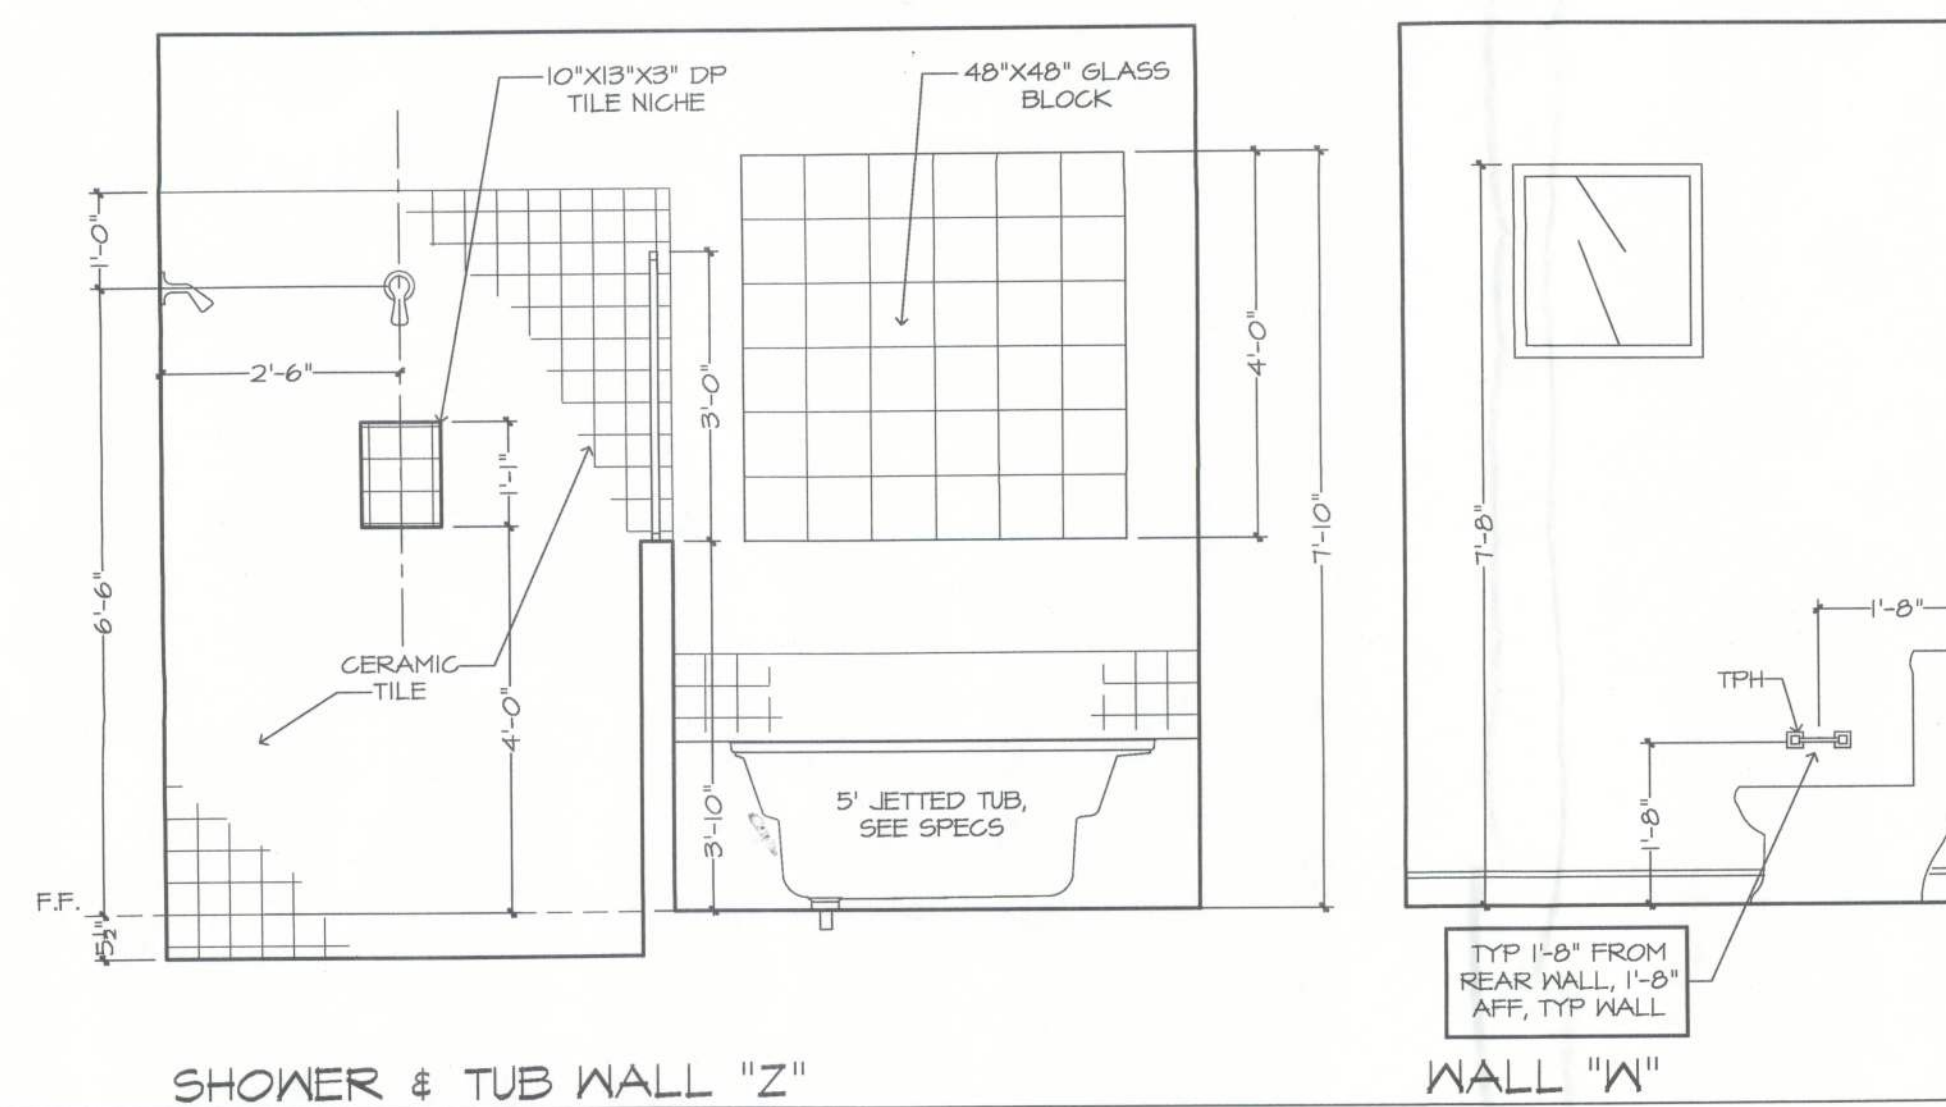 10"X13"X3" DP
TILE NICHE
48"X48" GLASS
BLOCK
1'-0"
2'-6"
1'-1"
3'-0"
4'-0"
7'-10"
7'-8"
6'-6"
1'-8"
CERAMIC
TILE
4'-0"
TPH
3'-10"
5' JETTED TUB,
SEE SPECS
1'-8"
F.F.
5½"
TYP 1'-8" FROM
REAR WALL, 1'-8"
AFF, TYP WALL
SHOWER & TUB WALL "Z"
WALL "W"